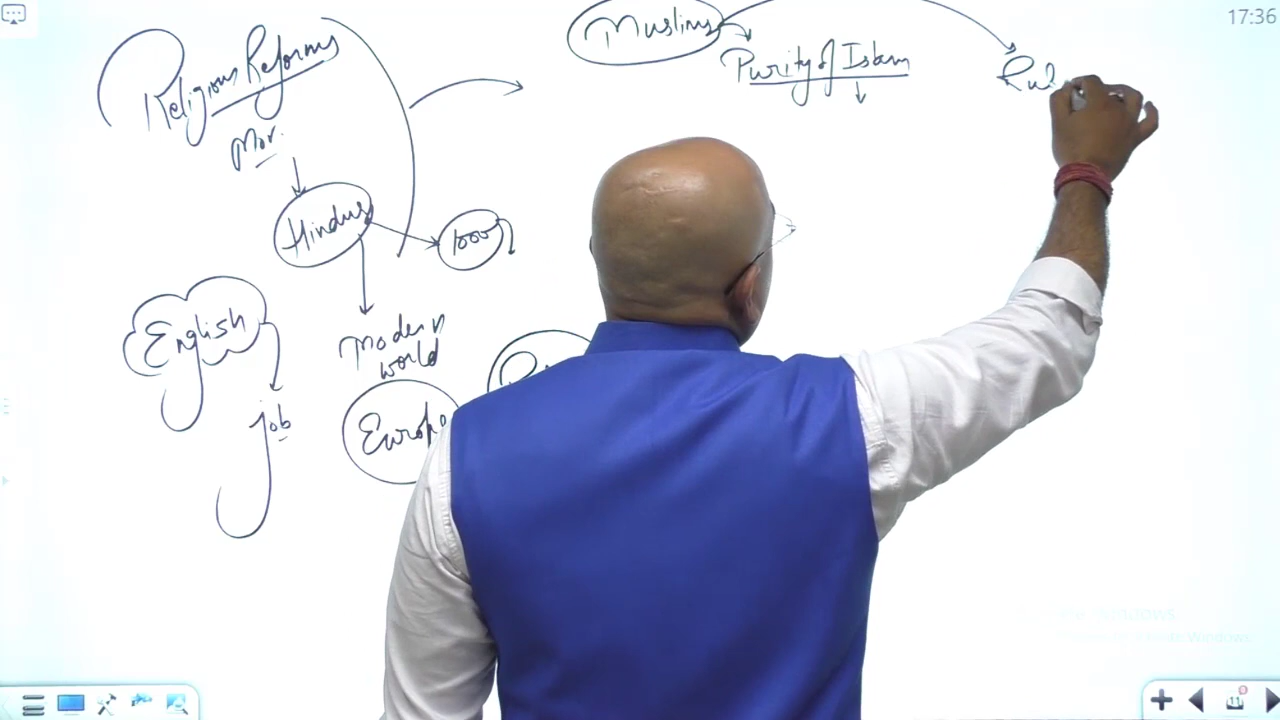 17:36
Muslims
Religious Reforms
Purity of Islam
Mov.
Hindus
1000
English
Modern
world
Job
Europe